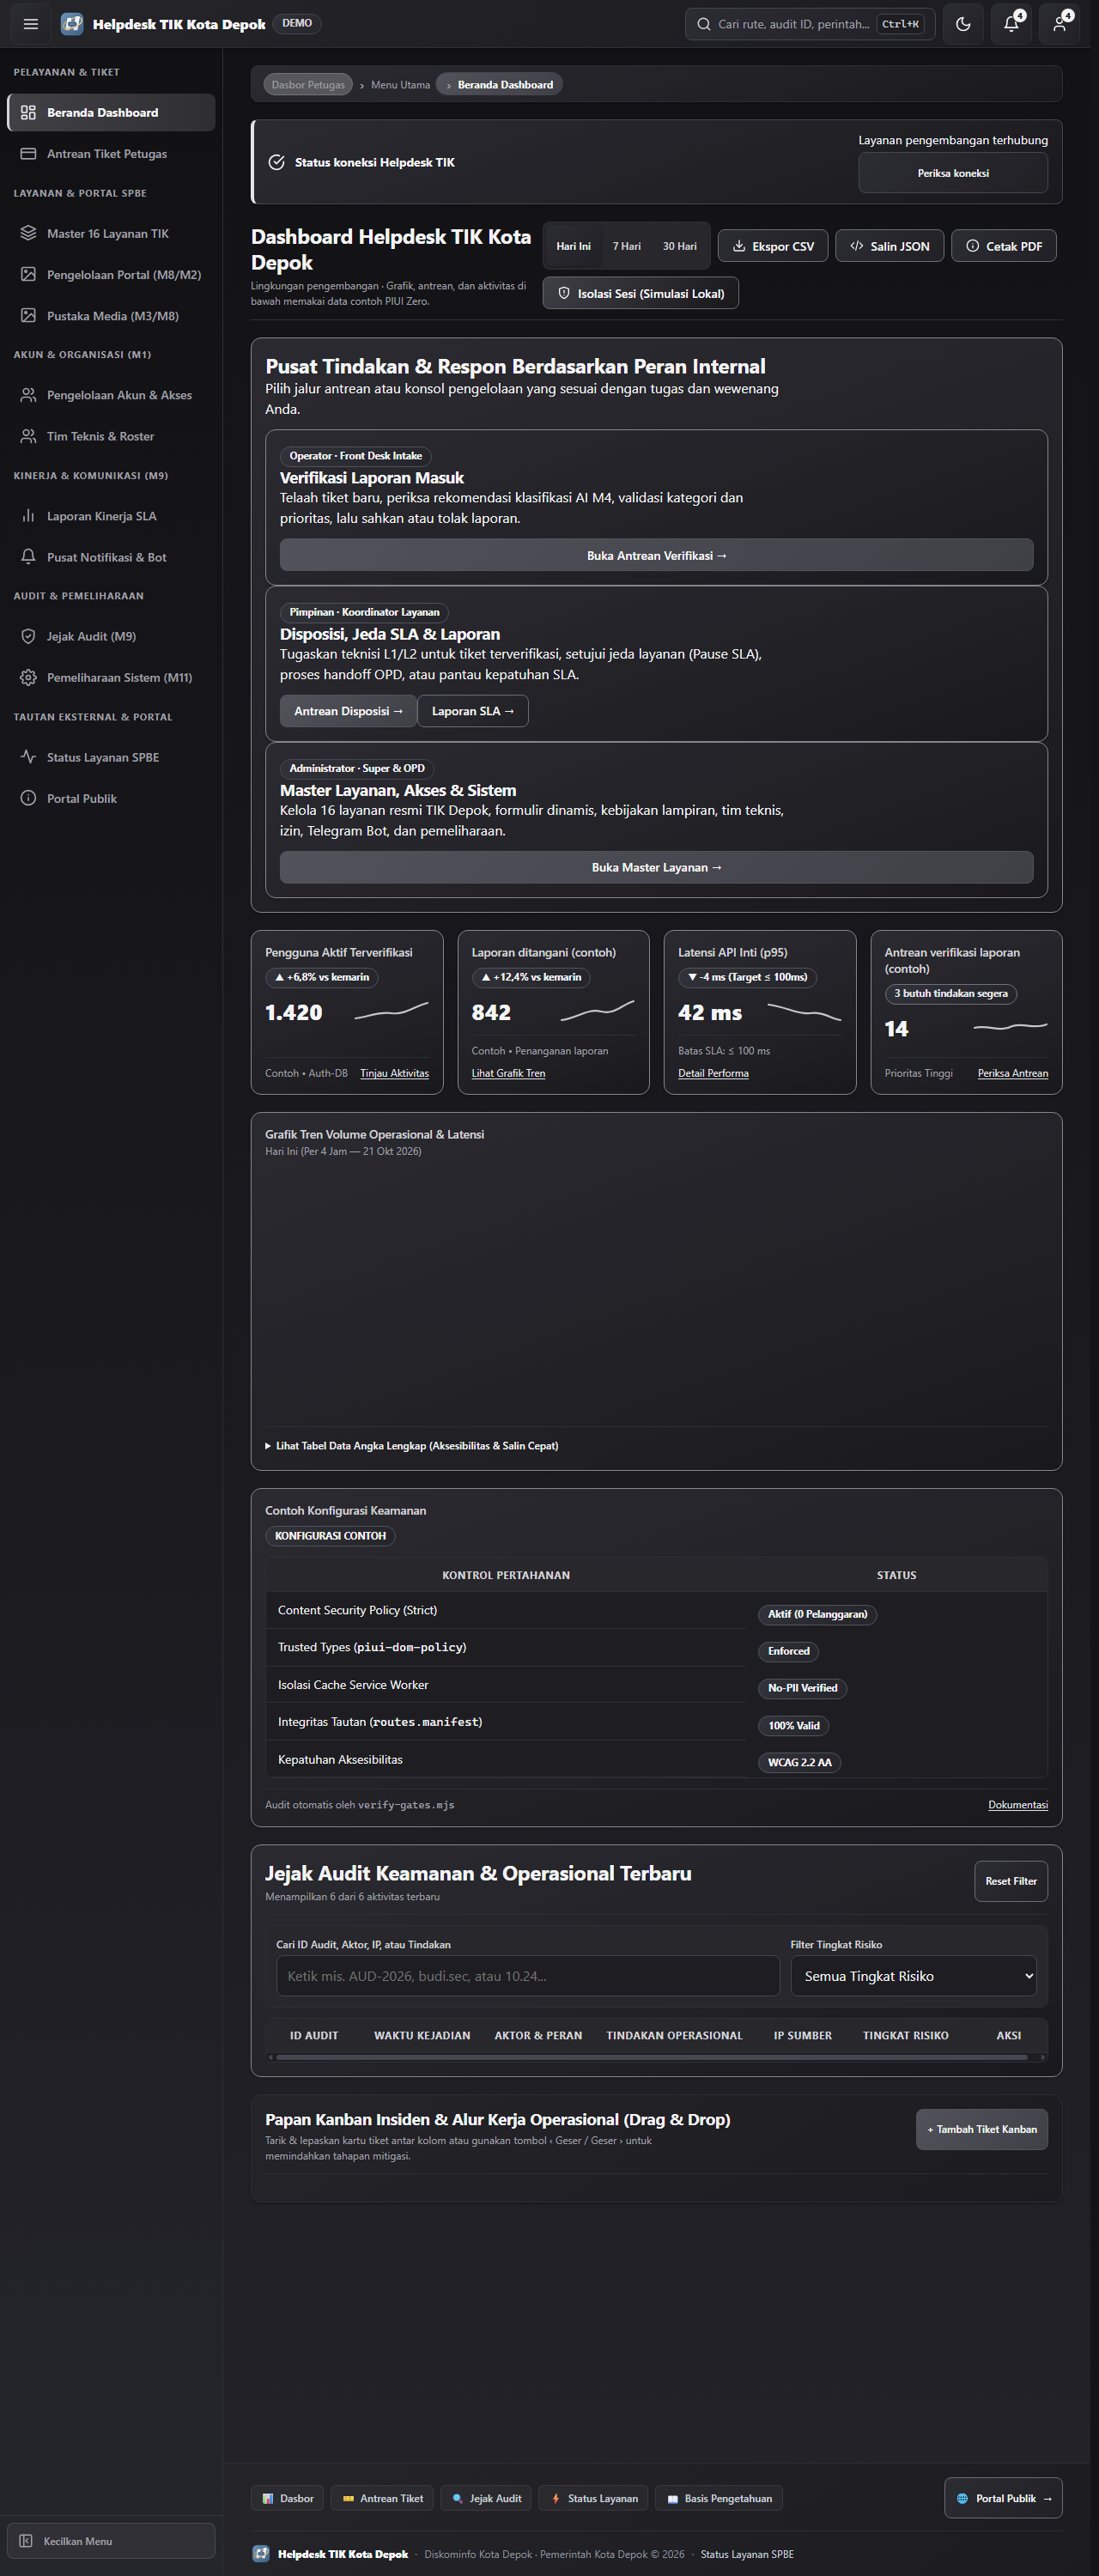 Helpdesk TIK Kota Depok DEMO
Cari rute, audit ID, perintah... Ctrl+K
4
4
PELAYANAN & TIKET
Beranda Dashboard
Antrean Tiket Petugas
LAYANAN & PORTAL SPBE
Master 16 Layanan TIK
Pengelolaan Portal (M8/M2)
Pustaka Media (M3/M8)
AKUN & ORGANISASI (M1)
Pengelolaan Akun & Akses
Tim Teknis & Roster
KINERJA & KOMUNIKASI (M9)
Laporan Kinerja SLA
Pusat Notifikasi & Bot
AUDIT & PEMELIHARAAN
Jejak Audit (M9)
Pemeliharaan Sistem (M11)
TAUTAN EKSTERNAL & PORTAL
Status Layanan SPBE
Portal Publik
Kecilkan Menu
Dasbor Petugas › Menu Utama › Beranda Dashboard
Status koneksi Helpdesk TIK
Layanan pengembangan terhubung
Periksa koneksi
Dashboard Helpdesk TIK Kota
Depok
Lingkungan pengembangan · Grafik, antrean, dan aktivitas di
bawah memakai data contoh PIUI Zero.
Hari Ini 7 Hari 30 Hari
Ekspor CSV
Salin JSON
Cetak PDF
Isolasi Sesi (Simulasi Lokal)
Pusat Tindakan & Respon Berdasarkan Peran Internal
Pilih jalur antrean atau konsol pengelolaan yang sesuai dengan tugas dan wewenang
Anda.
Operator · Front Desk Intake
Verifikasi Laporan Masuk
Telaah tiket baru, periksa rekomendasi klasifikasi AI M4, validasi kategori dan
prioritas, lalu sahkan atau tolak laporan.
Buka Antrean Verifikasi →
Pimpinan · Koordinator Layanan
Disposisi, Jeda SLA & Laporan
Tugaskan teknisi L1/L2 untuk tiket terverifikasi, setujui jeda layanan (Pause SLA),
proses handoff OPD, atau pantau kepatuhan SLA.
Antrean Disposisi → Laporan SLA →
Administrator · Super & OPD
Master Layanan, Akses & Sistem
Kelola 16 layanan resmi TIK Depok, formulir dinamis, kebijakan lampiran, tim teknis,
izin, Telegram Bot, dan pemeliharaan.
Buka Master Layanan →
Pengguna Aktif Terverifikasi
▲ +6,8% vs kemarin
1.420
Contoh • Auth-DB Tinjau Aktivitas
Laporan ditangani (contoh)
▲ +12,4% vs kemarin
842
Contoh • Penanganan laporan
Lihat Grafik Tren
Latensi API Inti (p95)
▼ -4 ms (Target ≤ 100ms)
42 ms
Batas SLA: ≤ 100 ms
Detail Performa
Antrean verifikasi laporan
(contoh)
3 butuh tindakan segera
14
Prioritas Tinggi Periksa Antrean
Grafik Tren Volume Operasional & Latensi
Hari Ini (Per 4 Jam — 21 Okt 2026)
▶ Lihat Tabel Data Angka Lengkap (Aksesibilitas & Salin Cepat)
Contoh Konfigurasi Keamanan
KONFIGURASI CONTOH
KONTROL PERTAHANAN STATUS
Content Security Policy (Strict) Aktif (0 Pelanggaran)
Trusted Types (piui-dom-policy) Enforced
Isolasi Cache Service Worker No-PII Verified
Integritas Tautan (routes.manifest) 100% Valid
Kepatuhan Aksesibilitas WCAG 2.2 AA
Audit otomatis oleh verify-gates.mjs Dokumentasi
Jejak Audit Keamanan & Operasional Terbaru
Menampilkan 6 dari 6 aktivitas terbaru
Reset Filter
Cari ID Audit, Aktor, IP, atau Tindakan
Ketik mis. AUD-2026, budi.sec, atau 10.24...
Filter Tingkat Risiko
Semua Tingkat Risiko
ID AUDIT WAKTU KEJADIAN AKTOR & PERAN TINDAKAN OPERASIONAL IP SUMBER TINGKAT RISIKO AKSI
Papan Kanban Insiden & Alur Kerja Operasional (Drag & Drop)
Tarik & lepaskan kartu tiket antar kolom atau gunakan tombol ‹ Geser / Geser › untuk
memindahkan tahapan mitigasi.
+ Tambah Tiket Kanban
Dasbor
Antrean Tiket
Jejak Audit
Status Layanan
Basis Pengetahuan
Portal Publik →
Helpdesk TIK Kota Depok · Diskominfo Kota Depok · Pemerintah Kota Depok © 2026 · Status Layanan SPBE